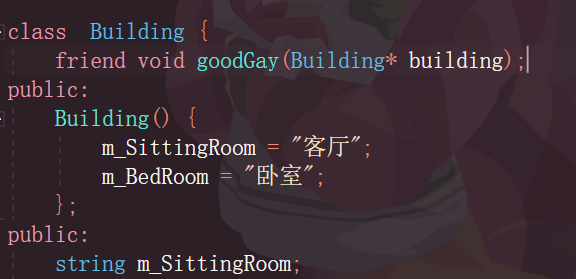 class  Building {
    friend void goodGay(Building* building);
public:
    Building() {
        m_SittingRoom = "客厅";
        m_BedRoom = "卧室";
    };
public:
    string m_SittingRoom;